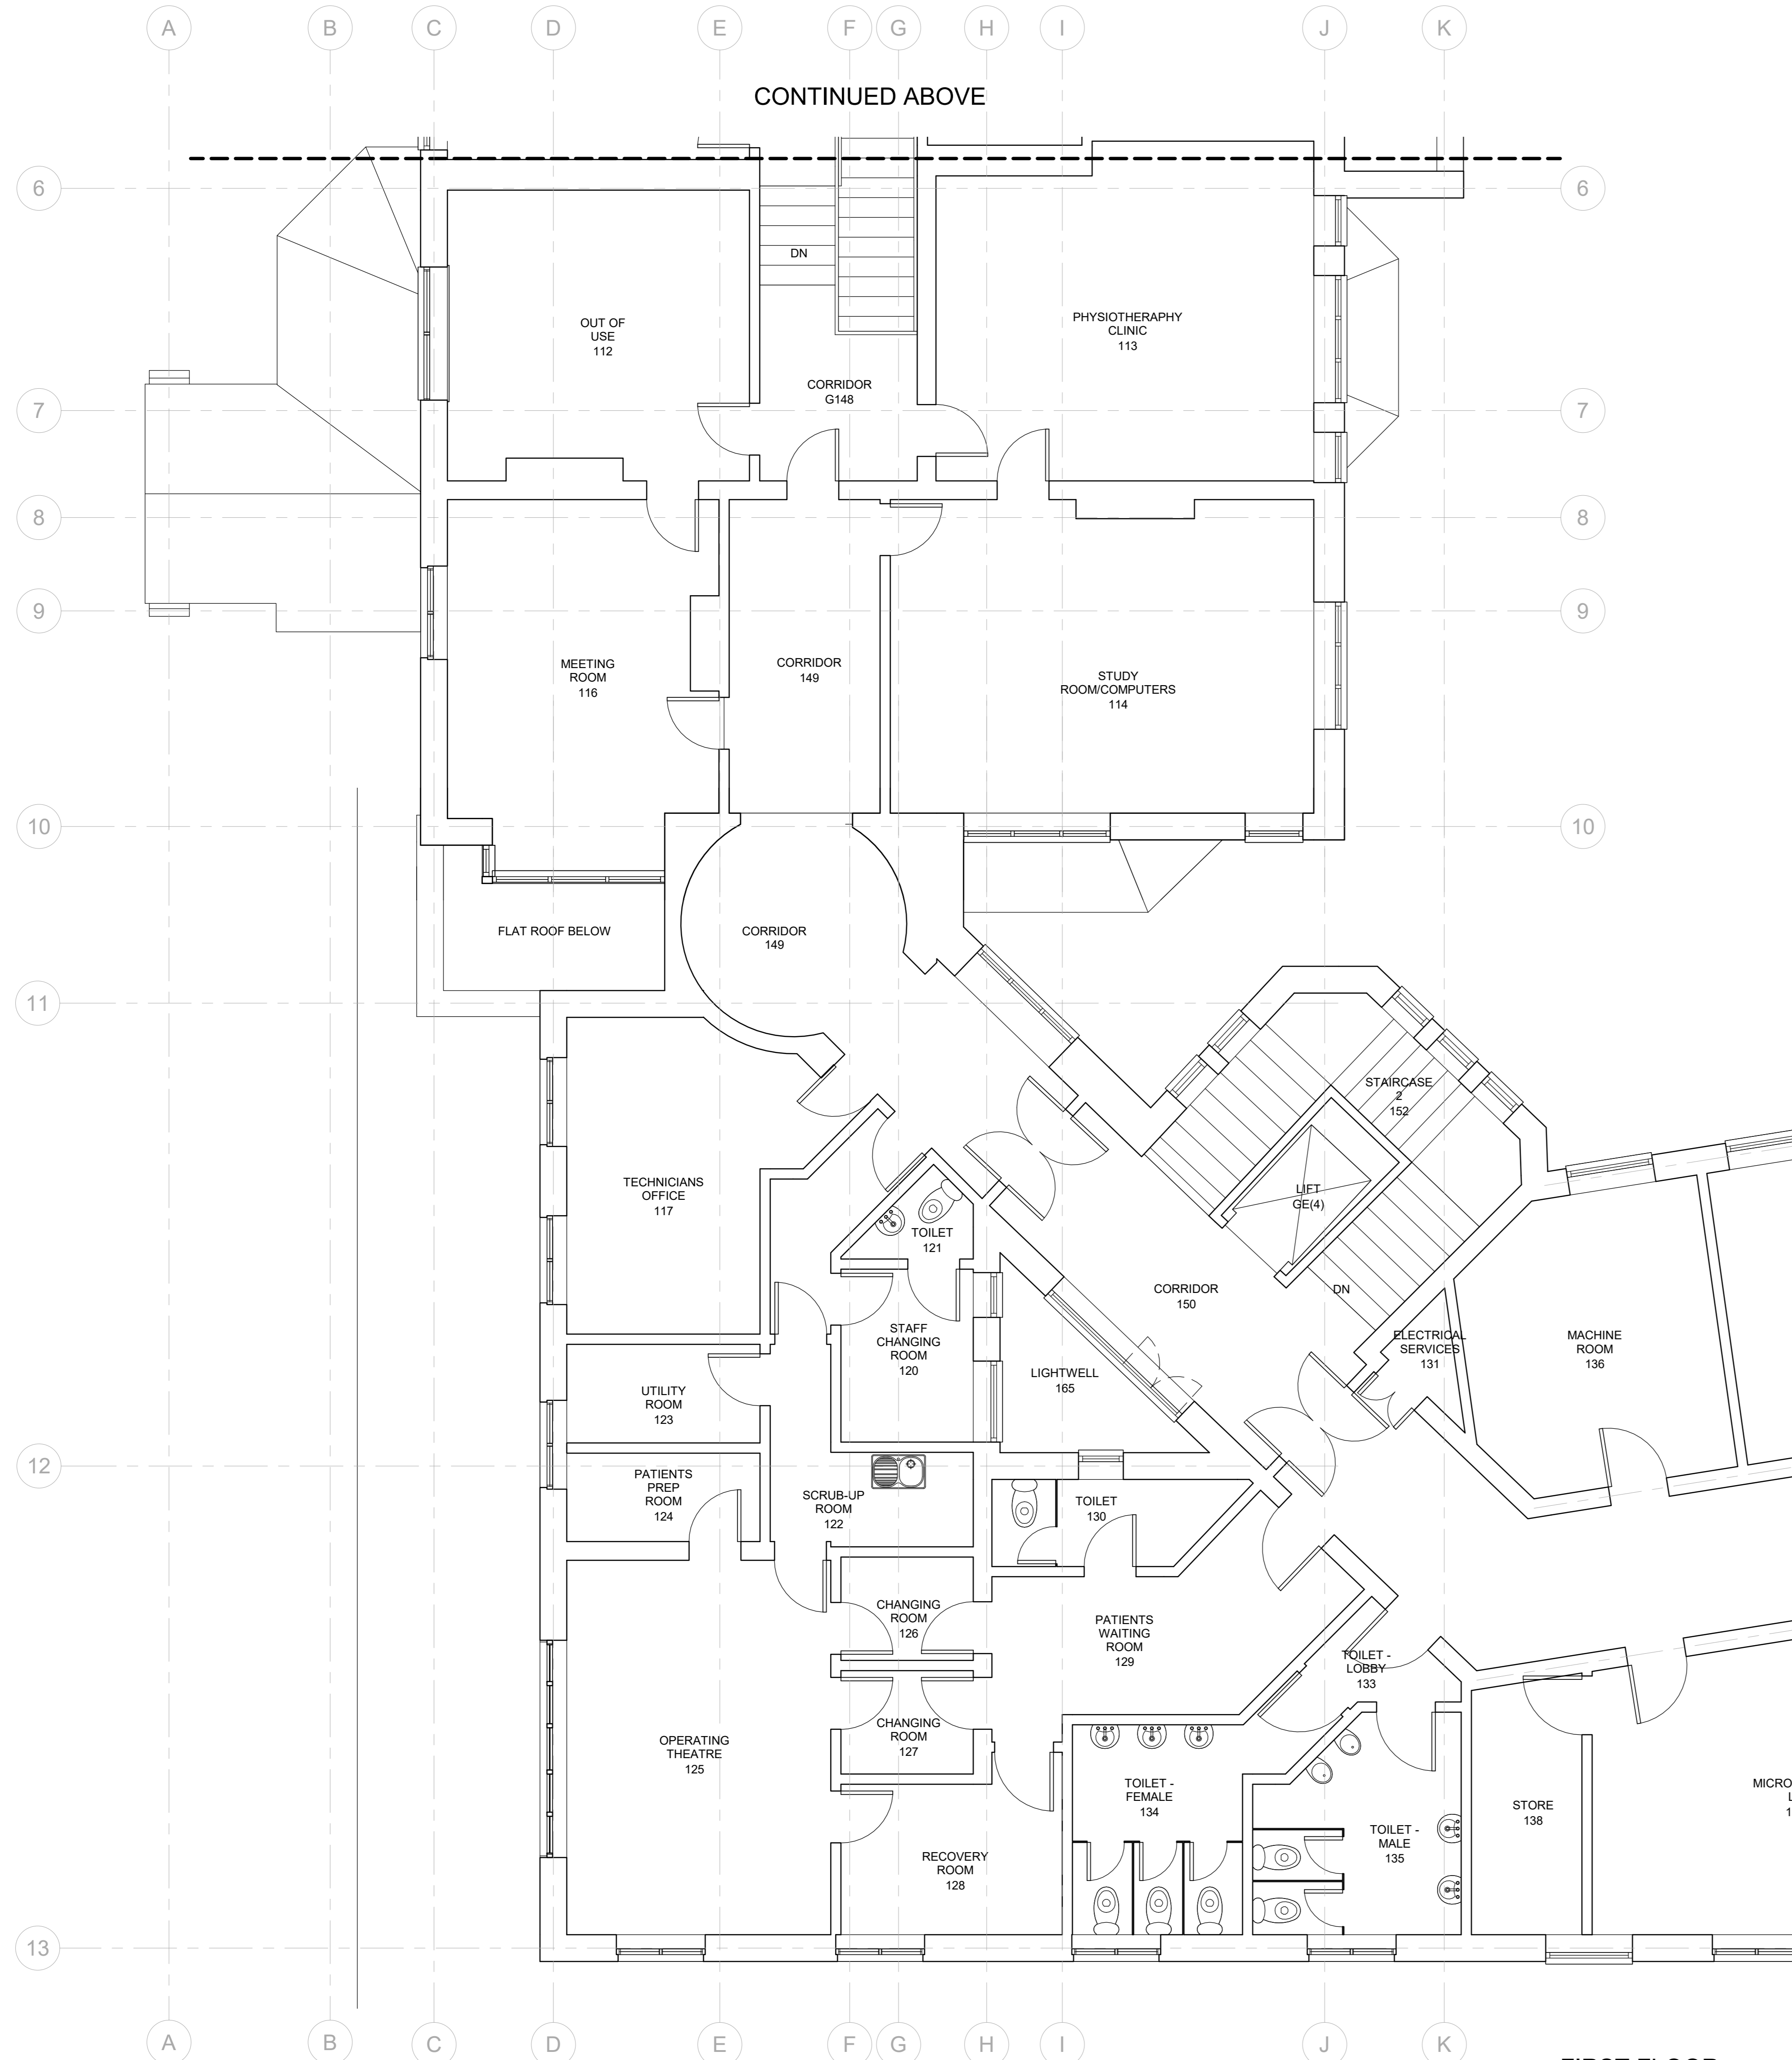 A B C D E F G H I J K
CONTINUED ABOVE
6 6
DN
OUT OF
USE
112
PHYSIOTHERAPHY
CLINIC
113
CORRIDOR
G148
7 7
8 8
9 9
MEETING
ROOM
116
CORRIDOR
149
STUDY
ROOM/COMPUTERS
114
10 10
FLAT ROOF BELOW
CORRIDOR
149
11
STAIRCASE
2
152
TECHNICIANS
OFFICE
117
LIFT
GE(4)
TOILET
121
CORRIDOR
150
DN
STAFF
CHANGING
ROOM
120
ELECTRICAL
SERVICES
131
MACHINE
ROOM
136
LIGHTWELL
165
UTILITY
ROOM
123
12
PATIENTS
PREP
ROOM
124
SCRUB-UP
ROOM
122
TOILET
130
CHANGING
ROOM
126
PATIENTS
WAITING
ROOM
129
TOILET -
LOBBY
133
CHANGING
ROOM
127
OPERATING
THEATRE
125
TOILET -
FEMALE
134
STORE
138
MICRO
L
1
TOILET -
MALE
135
RECOVERY
ROOM
128
13
A B C D E F G H I J K
FIRST FLOOR